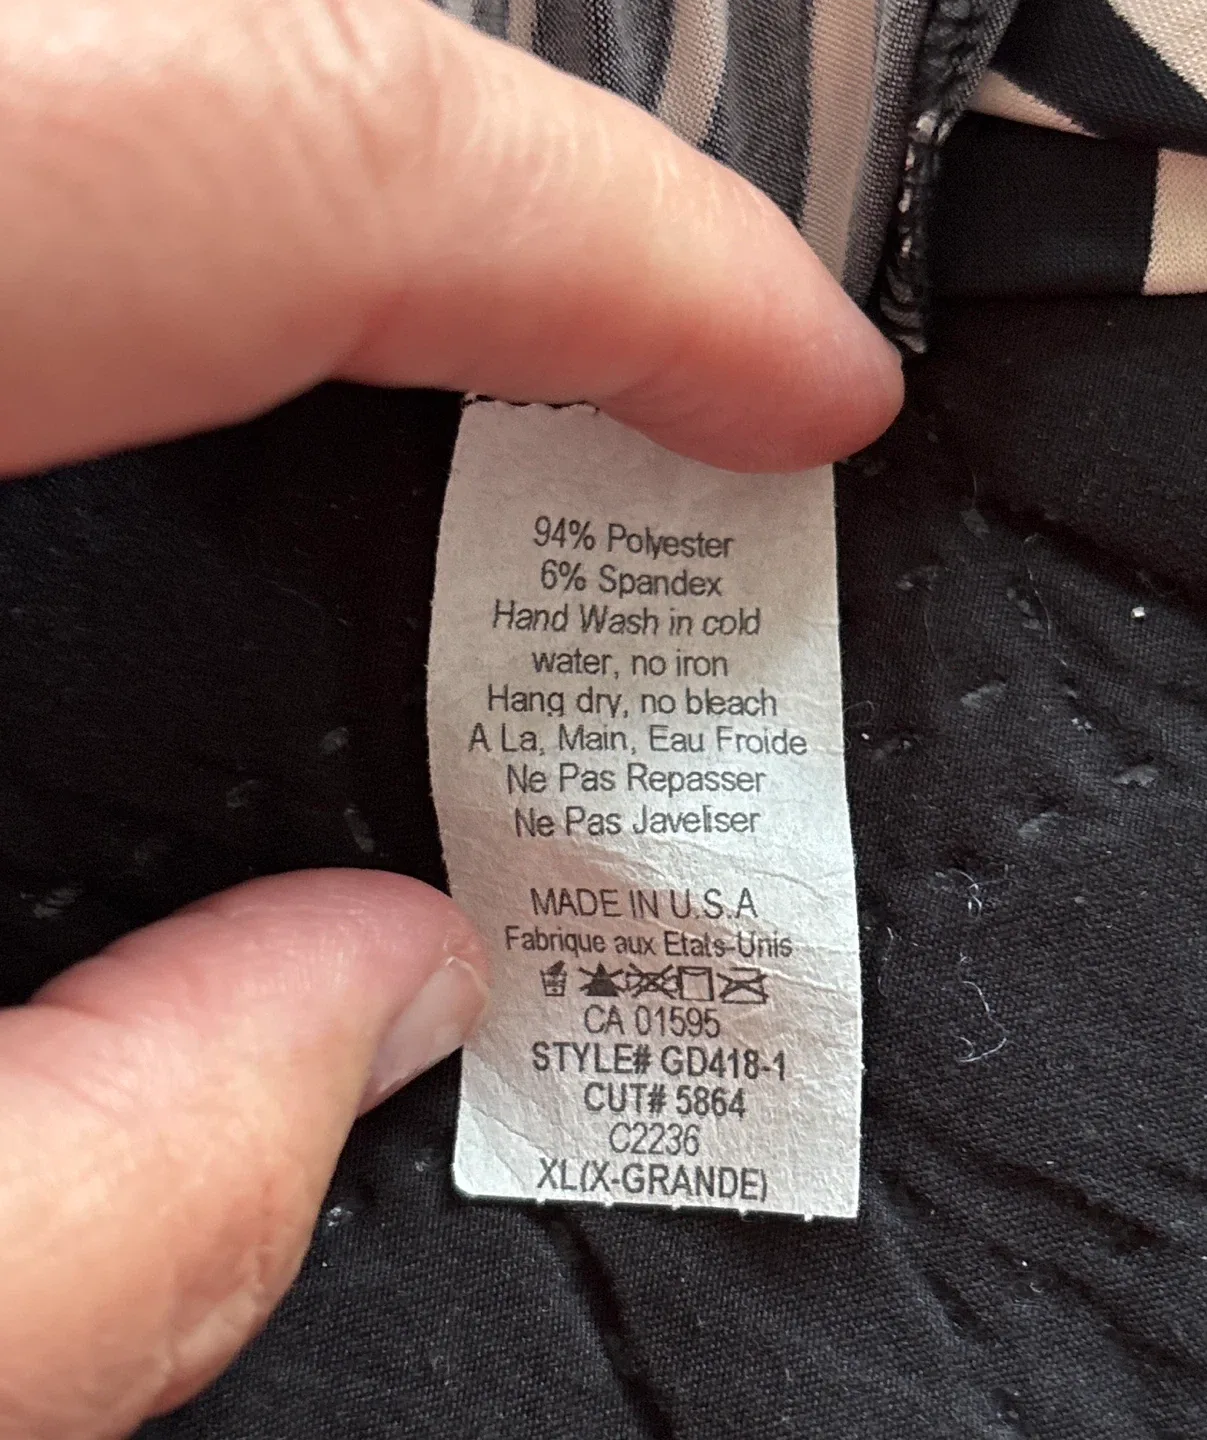 94% Polyester
6% Spandex
Hand Wash in cold
water, no iron
Hang dry, no bleach
A La, Main, Eau Froide
Ne Pas Repasser
Ne Pas Javeliser
MADE IN U.S.A
Fabrique aux Etats-Unis
CA 01595
STYLE# GD418-1
CUT# 5864
C2236
XL(X-GRANDE)